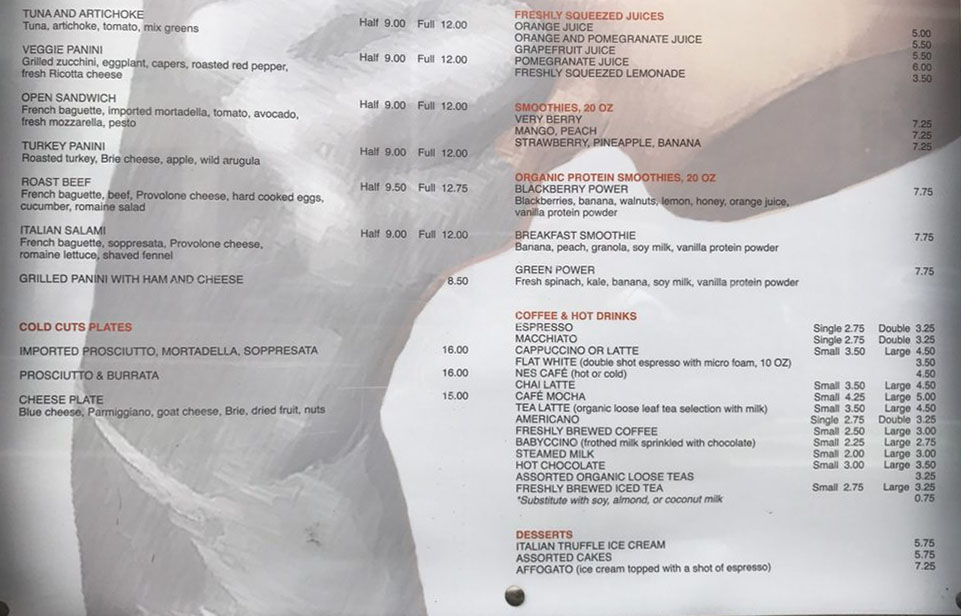 TUNA AND ARTICHOKE Half 9.00 Full 12.00
Tuna, artichoke, tomato, mix greens
VEGGIE PANINI Half 9.00 Full 12.00
Grilled zucchini, eggplant, capers, roasted red pepper,
fresh Ricotta cheese
OPEN SANDWICH Half 9.00 Full 12.00
French baguette, imported mortadella, tomato, avocado,
fresh mozzarella, pesto
TURKEY PANINI Half 9.00 Full 12.00
Roasted turkey, Brie cheese, apple, wild arugula
ROAST BEEF Half 9.50 Full 12.75
French baguette, beef, Provolone cheese, hard cooked eggs,
cucumber, romaine salad
ITALIAN SALAMI Half 9.00 Full 12.00
French baguette, soppresata, Provolone cheese,
romaine lettuce, shaved fennel
GRILLED PANINI WITH HAM AND CHEESE 8.50
COLD CUTS PLATES
IMPORTED PROSCIUTTO, MORTADELLA, SOPPRESATA 16.00
PROSCIUTTO & BURRATA 16.00
CHEESE PLATE 15.00
Blue cheese, Parmiggiano, goat cheese, Brie, dried fruit, nuts
FRESHLY SQUEEZED JUICES
ORANGE JUICE 5.00
ORANGE AND POMEGRANATE JUICE 5.50
GRAPEFRUIT JUICE 5.50
POMEGRANATE JUICE 6.00
FRESHLY SQUEEZED LEMONADE 3.50
SMOOTHIES, 20 OZ
VERY BERRY 7.25
MANGO, PEACH 7.25
STRAWBERRY, PINEAPPLE, BANANA 7.25
ORGANIC PROTEIN SMOOTHIES, 20 OZ
BLACKBERRY POWER 7.75
Blackberries, banana, walnuts, lemon, honey, orange juice,
vanilla protein powder
BREAKFAST SMOOTHIE 7.75
Banana, peach, granola, soy milk, vanilla protein powder
GREEN POWER 7.75
Fresh spinach, kale, banana, soy milk, vanilla protein powder
COFFEE & HOT DRINKS
ESPRESSO Single 2.75 Double 3.25
MACCHIATO Single 2.75 Double 3.25
CAPPUCCINO OR LATTE Small 3.50 Large 4.50
FLAT WHITE (double shot espresso with micro foam, 10 OZ) 3.50
NES CAFÉ (hot or cold) 4.50
CHAI LATTE Small 3.50 Large 4.50
CAFÉ MOCHA Small 4.25 Large 5.00
TEA LATTE (organic loose leaf tea selection with milk) Small 3.50 Large 4.50
AMERICANO Single 2.75 Double 3.25
FRESHLY BREWED COFFEE Small 2.50 Large 3.00
BABYCCINO (frothed milk sprinkled with chocolate) Small 2.25 Large 2.75
STEAMED MILK Small 2.00 Large 3.00
HOT CHOCOLATE Small 3.00 Large 3.50
ASSORTED ORGANIC LOOSE TEAS 3.25
FRESHLY BREWED ICED TEA Small 2.75 Large 3.25
*Substitute with soy, almond, or coconut milk 0.75
DESSERTS
ITALIAN TRUFFLE ICE CREAM 5.75
ASSORTED CAKES 5.75
AFFOGATO (ice cream topped with a shot of espresso) 7.25